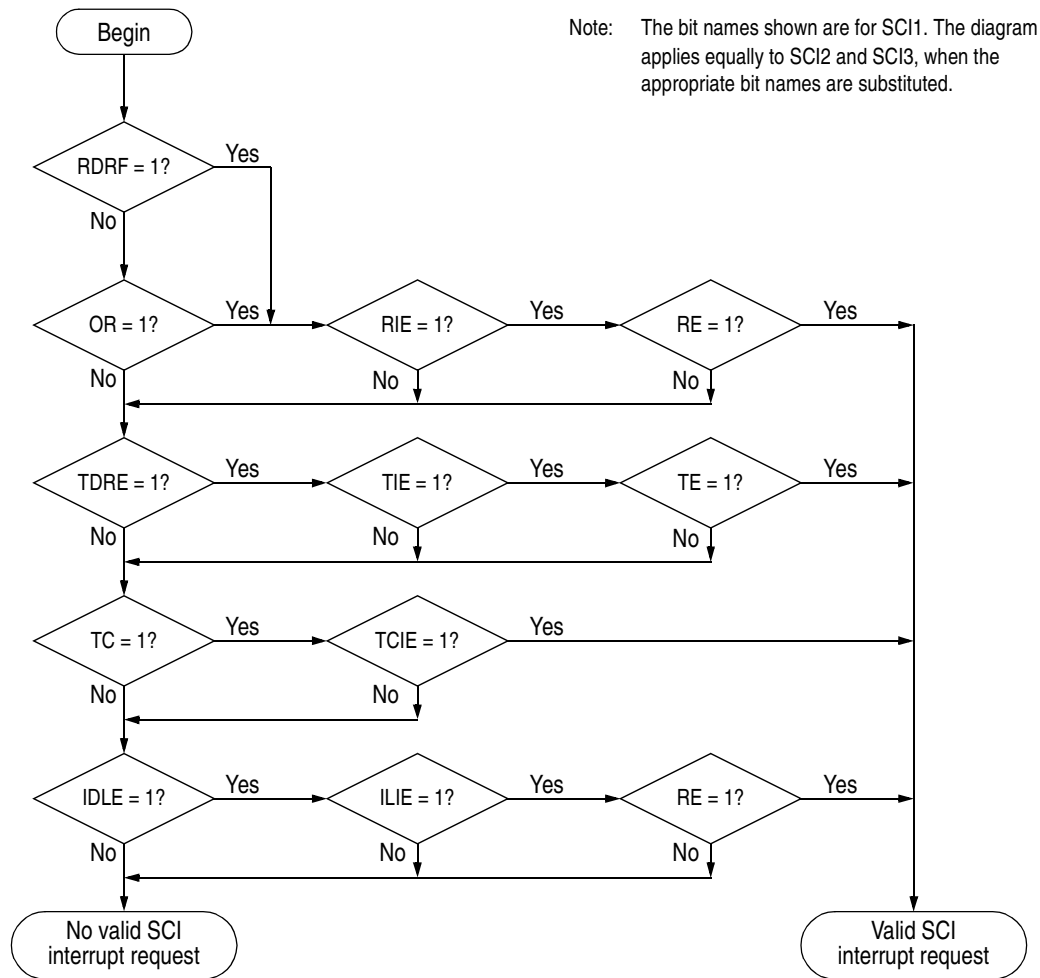 Begin
Note: The bit names shown are for SCI1. The diagram
applies equally to SCI2 and SCI3, when the
appropriate bit names are substituted.
RDRF = 1?
Yes
No
OR = 1?
Yes
RIE = 1?
Yes
RE = 1?
Yes
No
No
No
TDRE = 1?
Yes
TIE = 1?
Yes
TE = 1?
Yes
No
No
No
TC = 1?
Yes
TCIE = 1?
Yes
No
No
IDLE = 1?
Yes
ILIE = 1?
Yes
RE = 1?
Yes
No
No
No
No valid SCI
interrupt request
Valid SCI
interrupt request